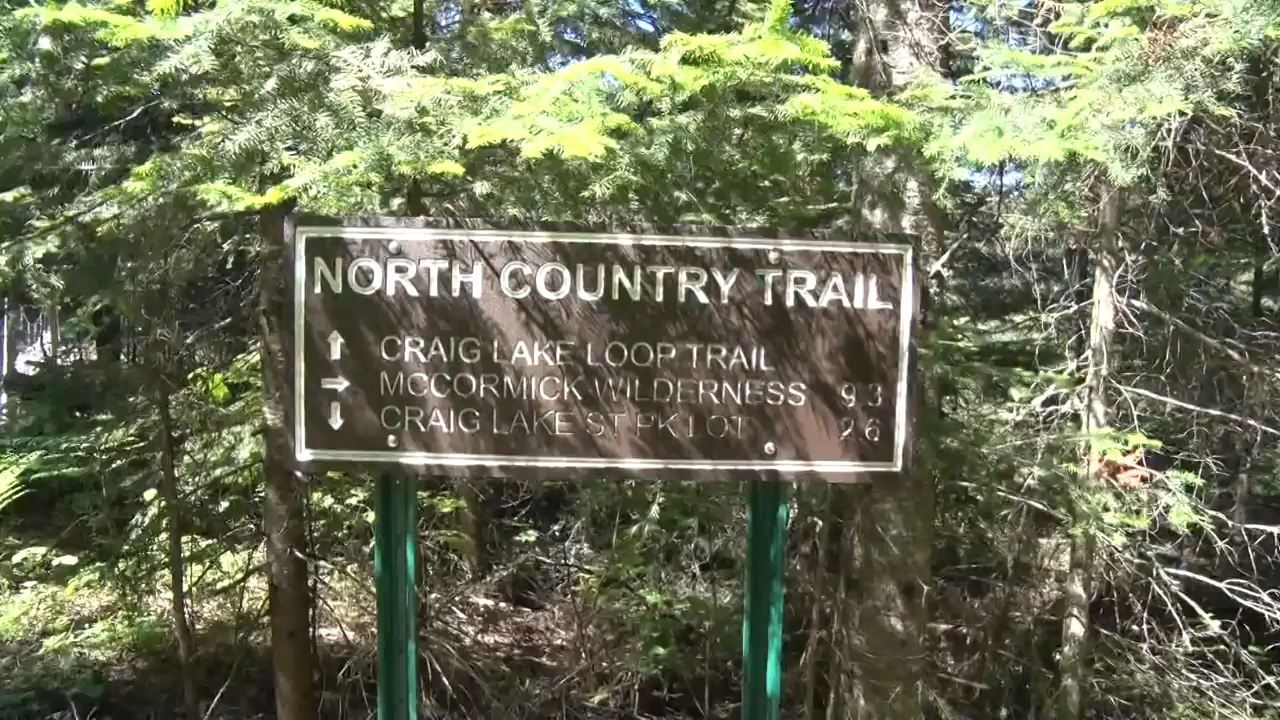 NORTH COUNTRY TRAIL
↑ CRAIG LAKE LOOP TRAIL
→ MCCORMICK WILDERNESS 9.3
↓ CRAIG LAKE ST PK LOT 2.6